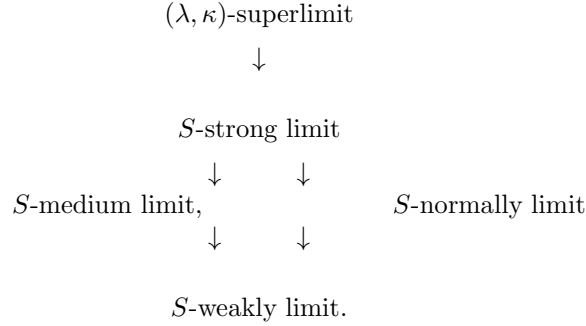 (λ, κ)-superlimit
↓
S-strong limit
↓ ↓
S-medium limit, S-normally limit
↓ ↓
S-weakly limit.